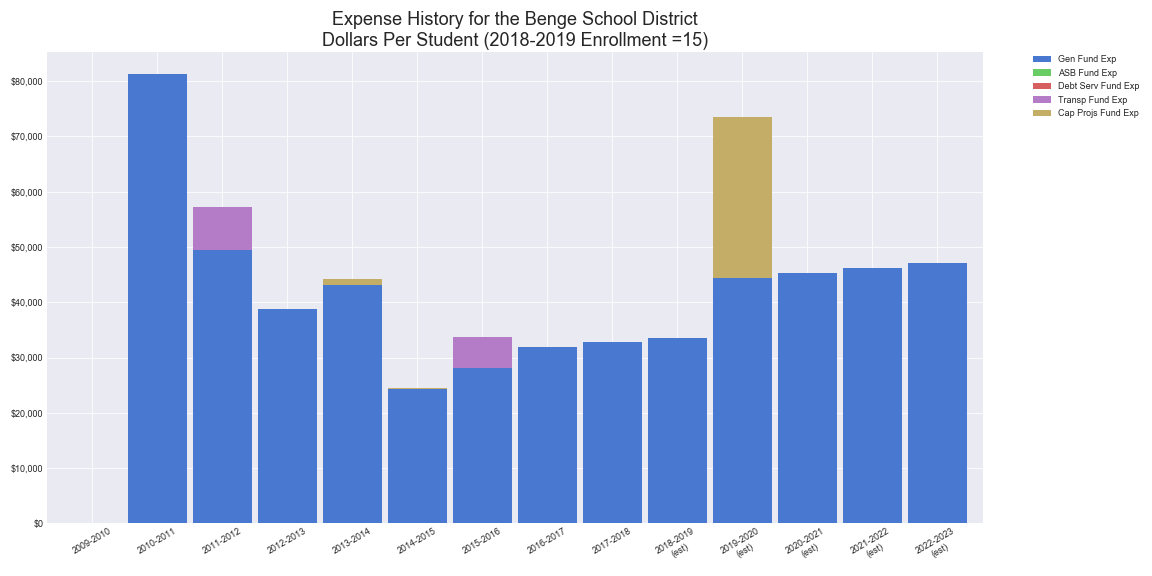 Expense History for the Benge School District
Dollars Per Student (2018-2019 Enrollment =15)
Gen Fund Exp
ASB Fund Exp
Debt Serv Fund Exp
Transp Fund Exp
Cap Projs Fund Exp
$80,000
$70,000
$60,000
$50,000
$40,000
$30,000
$20,000
$10,000
$0
2009-2010
2010-2011
2011-2012
2012-2013
2013-2014
2014-2015
2015-2016
2016-2017
2017-2018
2018-2019
(est)
2019-2020
(est)
2020-2021
(est)
2021-2022
(est)
2022-2023
(est)